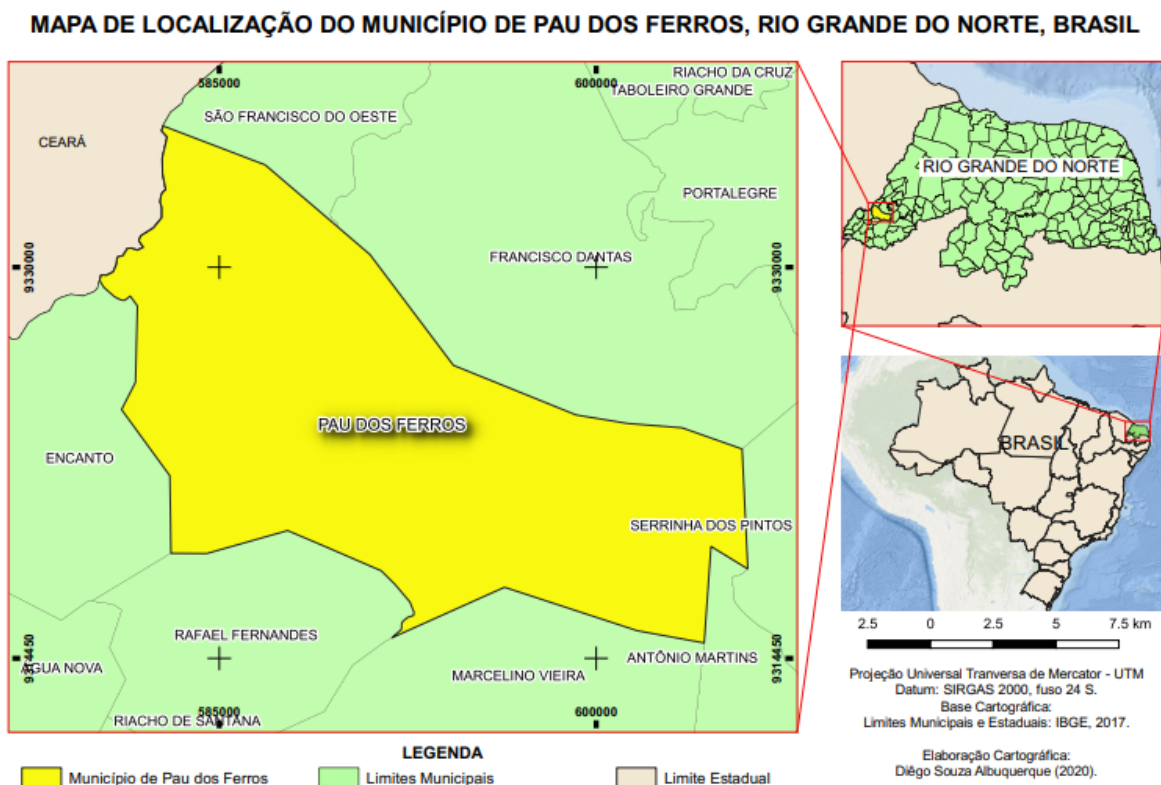 MAPA DE LOCALIZAÇÃO DO MUNICÍPIO DE PAU DOS FERROS, RIO GRANDE DO NORTE, BRASIL
585000
600000
RIACHO DA CRUZ
TABOLEIRO GRANDE
SÃO FRANCISCO DO OESTE
CEARÁ
PORTALEGRE
FRANCISCO DANTAS
9330000
9330000
PAU DOS FERROS
ENCANTO
SERRINHA DOS PINTOS
RAFAEL FERNANDES
ÁGUA NOVA
MARCELINO VIEIRA
ANTÔNIO MARTINS
9314450
9314450
RIACHO DE SANTANA
585000
600000
RIO GRANDE DO NORTE
BRASIL
2.5 0 2.5 5 7.5 km
Projeção Universal Tranversa de Mercator - UTM
Datum: SIRGAS 2000, fuso 24 S.
Base Cartográfica:
Limites Municipais e Estaduais: IBGE, 2017.
Elaboração Cartográfica:
Diêgo Souza Albuquerque (2020).
LEGENDA
Município de Pau dos Ferros
Limites Municipais
Limite Estadual